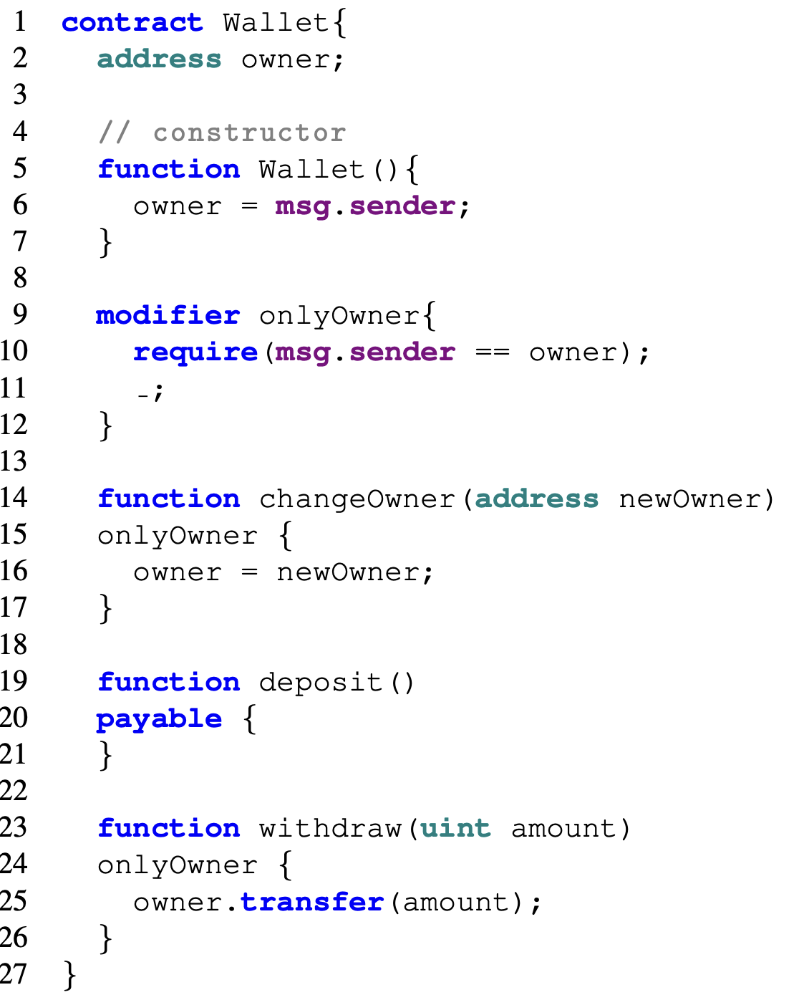 1 contract Wallet{
2 address owner;
3
4 // constructor
5 function Wallet(){
6 owner = msg.sender;
7 }
8
9 modifier onlyOwner{
10 require(msg.sender == owner);
11 _;
12 }
13
14 function changeOwner(address newOwner)
15 onlyOwner {
16 owner = newOwner;
17 }
18
19 function deposit()
20 payable {
21 }
22
23 function withdraw(uint amount)
24 onlyOwner {
25 owner.transfer(amount);
26 }
27 }